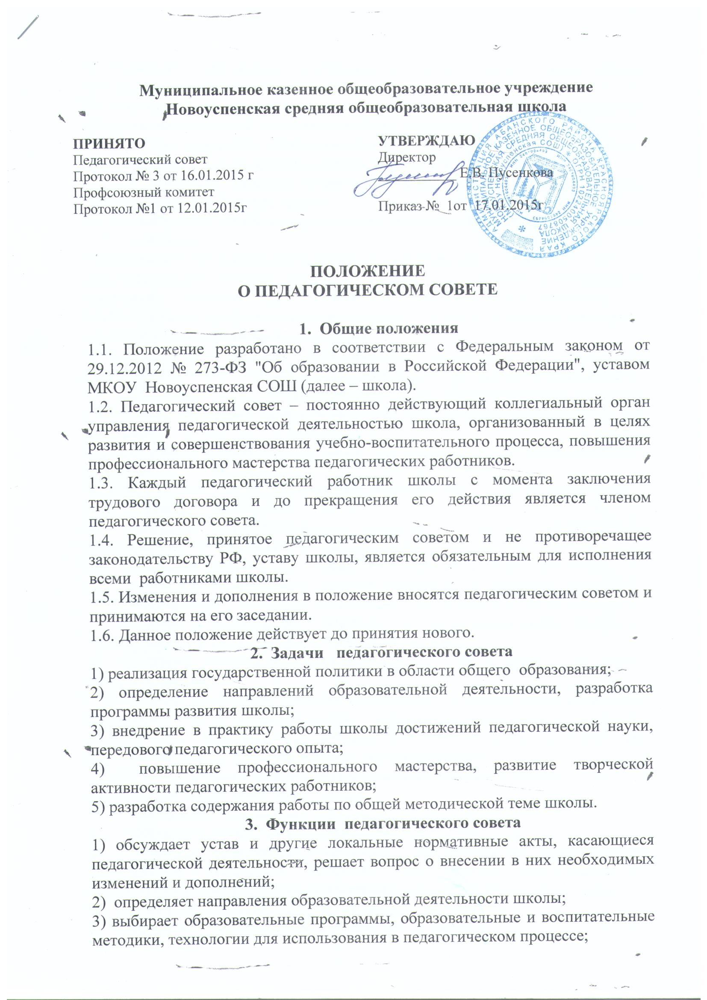 Муниципальное казенное общеобразовательное учреждение
Новоуспенская средняя общеобразовательная школа
ПРИНЯТО
Педагогический совет
Протокол № 3 от 16.01.2015 г
Профсоюзный комитет
Протокол №1 от 12.01.2015г
УТВЕРЖДАЮ
Директор
Е.В. Пусенкова
Приказ № 1от 17.01.2015г
АДМИНИСТРАЦИЯ АБАНСКОГО РАЙОНА КРАСНОЯРСКОГО КРАЯ
МУНИЦИПАЛЬНОЕ КАЗЕННОЕ ОБЩЕОБРАЗОВАТЕЛЬНОЕ УЧРЕЖДЕНИЕ
НОВОУСПЕНСКАЯ СРЕДНЯЯ ОБЩЕОБРАЗОВАТЕЛЬНАЯ ШКОЛА
(МКОУ Новоуспенская СОШ) * ОГРН 1022400508767
ПОЛОЖЕНИЕ
О ПЕДАГОГИЧЕСКОМ СОВЕТЕ
1. Общие положения
1.1. Положение разработано в соответствии с Федеральным законом от
29.12.2012 № 273-ФЗ "Об образовании в Российской Федерации", уставом
МКОУ Новоуспенская СОШ (далее – школа).
1.2. Педагогический совет – постоянно действующий коллегиальный орган
управления педагогической деятельностью школа, организованный в целях
развития и совершенствования учебно-воспитательного процесса, повышения
профессионального мастерства педагогических работников.
1.3. Каждый педагогический работник школы с момента заключения
трудового договора и до прекращения его действия является членом
педагогического совета.
1.4. Решение, принятое педагогическим советом и не противоречащее
законодательству РФ, уставу школы, является обязательным для исполнения
всеми работниками школы.
1.5. Изменения и дополнения в положение вносятся педагогическим советом и
принимаются на его заседании.
1.6. Данное положение действует до принятия нового.
2. Задачи педагогического совета
1) реализация государственной политики в области общего образования;
2) определение направлений образовательной деятельности, разработка
программы развития школы;
3) внедрение в практику работы школы достижений педагогической науки,
передового педагогического опыта;
4) повышение профессионального мастерства, развитие творческой
активности педагогических работников;
5) разработка содержания работы по общей методической теме школы.
3. Функции педагогического совета
1) обсуждает устав и другие локальные нормативные акты, касающиеся
педагогической деятельности, решает вопрос о внесении в них необходимых
изменений и дополнений;
2) определяет направления образовательной деятельности школы;
3) выбирает образовательные программы, образовательные и воспитательные
методики, технологии для использования в педагогическом процессе;